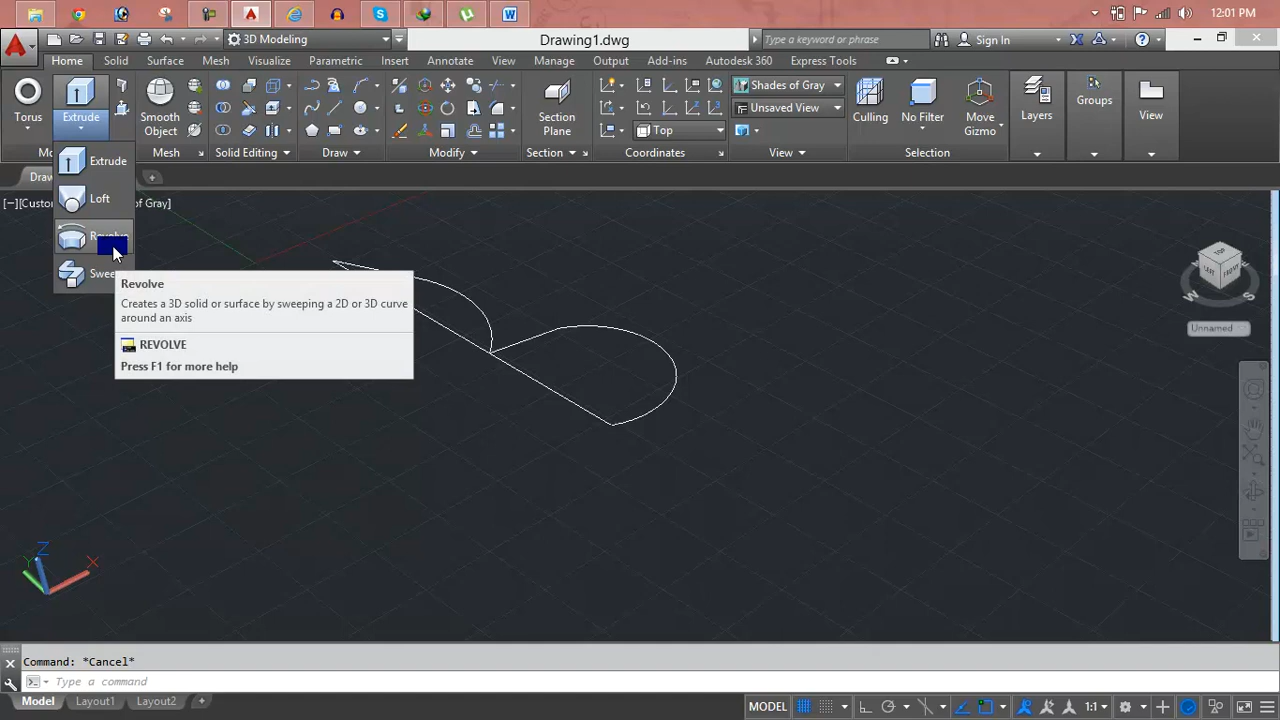 12:01 PM
3D Modeling
Drawing1.dwg
Type a keyword or phrase
Sign In
Home
Solid
Surface
Mesh
Visualize
Parametric
Insert
Annotate
View
Manage
Output
Add-ins
Autodesk 360
Express Tools
Torus
Extrude
Smooth
Object
Section
Plane
Shades of Gray
Unsaved View
Top
Culling
No Filter
Move
Gizmo
Layers
Groups
View
Mesh
Solid Editing
Draw
Modify
Section
Coordinates
View
Selection
Extrude
Loft
Revolve
Revolve
Creates a 3D solid or surface by sweeping a 2D or 3D curve
around an axis
REVOLVE
Press F1 for more help
of Gray]
LEFT
FRONT
W
S
Unnamed
Z
Y
X
Command: *Cancel*
Type a command
Model
Layout1
Layout2
+
MODEL
1:1